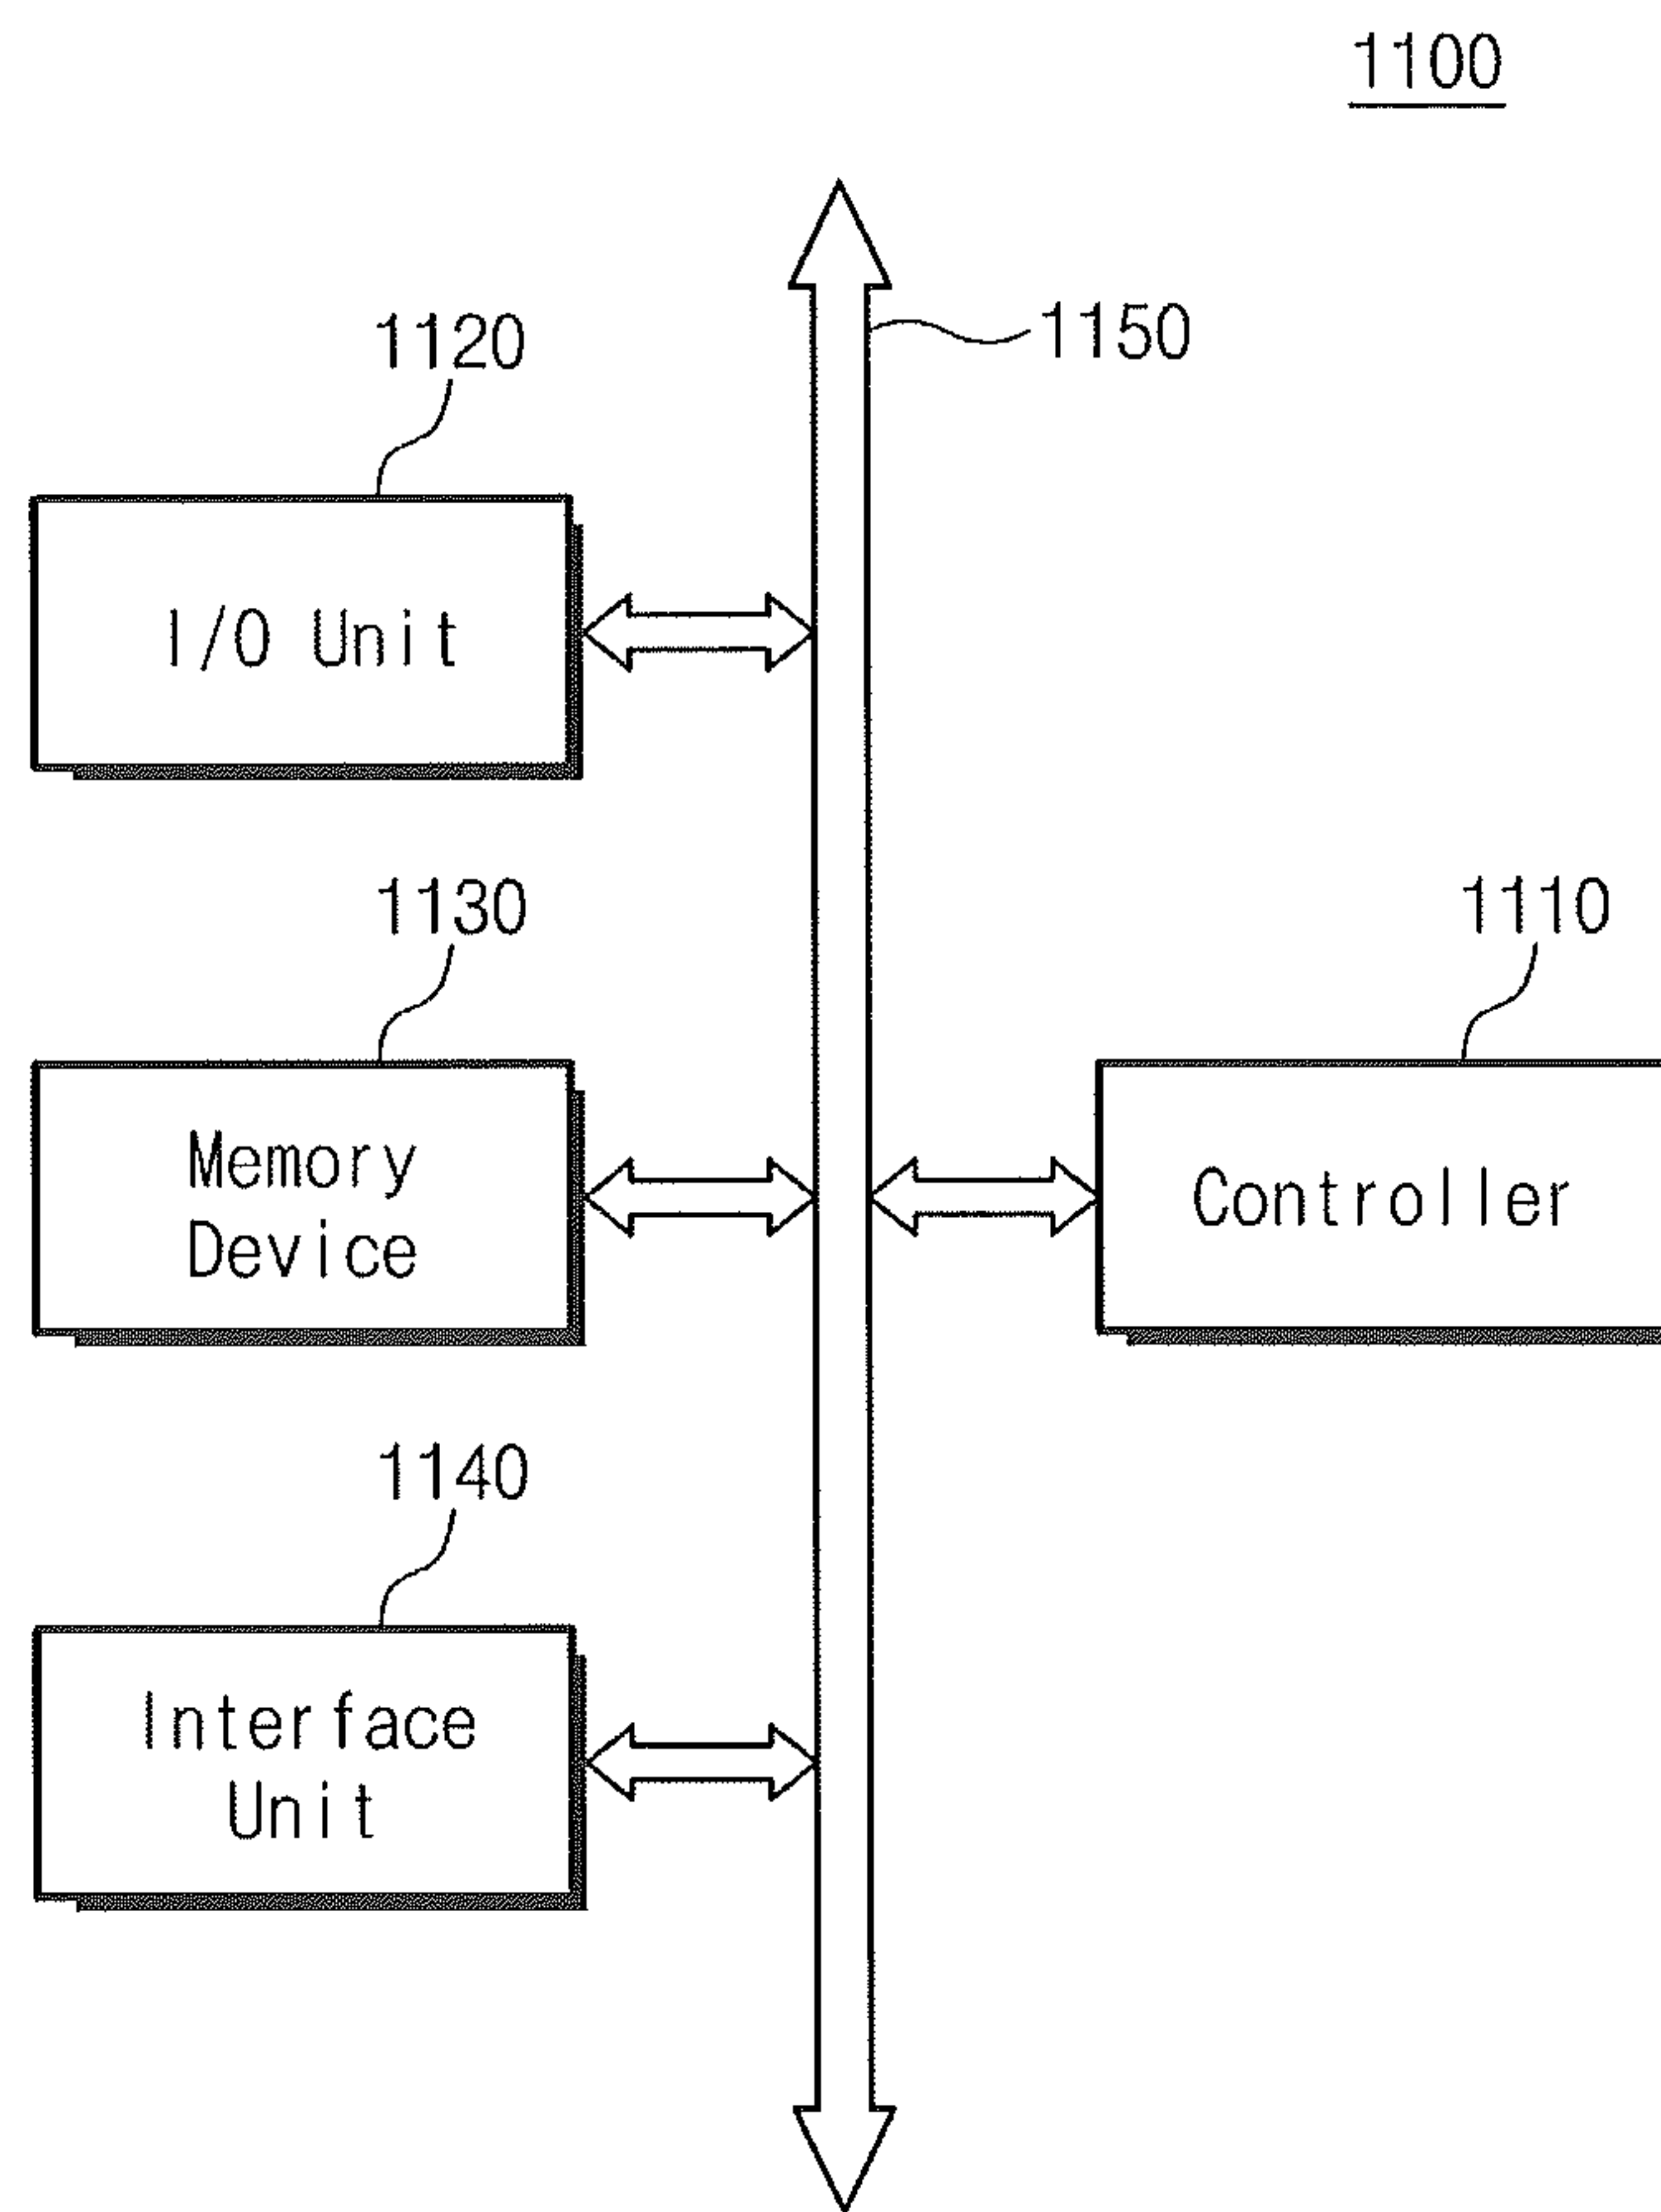 1100
1150
1120
I/O Unit
1130
Memory
Device
1110
Controller
1140
Interface
Unit